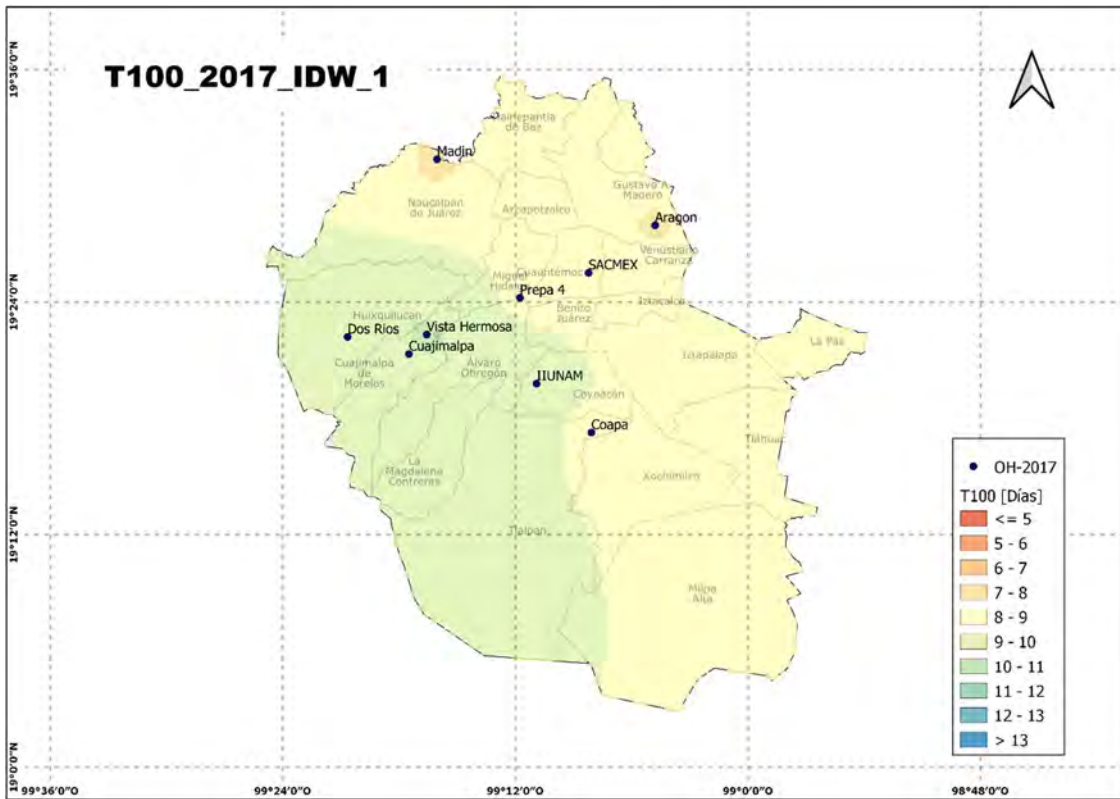 T100_2017_IDW_1
19°36'0"N
19°24'0"N
19°12'0"N
19°0'0"N
Tlalnepantla
de Baz
Madin
Gustavo A.
Madero
Naucalpan
de Juárez
Azcapotzalco
Aragon
Venustiano
Carranza
SACMEX
Cuauhtémoc
Miguel
Hidalgo
Prepa 4
Iztacalco
Benito
Juárez
Huixquilucan
Dos Rios
Vista Hermosa
Cuajimalpa
La Paz
Iztapalapa
Cuajimalpa
de
Morelos
Álvaro
Obregón
IIUNAM
Coyoacán
Coapa
Tláhuac
La
Magdalena
Contreras
Xochimilco
Tlalpan
Milpa
Alta
OH-2017
T100 [Días]
<= 5
5 - 6
6 - 7
7 - 8
8 - 9
9 - 10
10 - 11
11 - 12
12 - 13
> 13
99°36'0"O
99°24'0"O
99°12'0"O
99°0'0"O
98°48'0"O